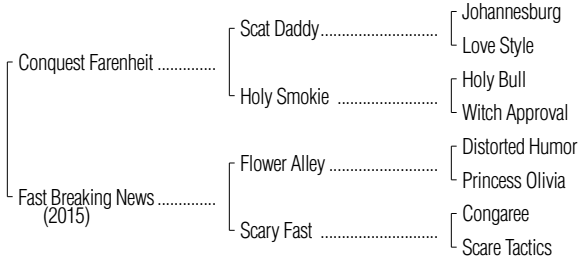 Johannesburg
Scat Daddy........................
Love Style
Conquest Farenheit ..............
Holy Bull
Holy Smokie ....................
Witch Approval
Distorted Humor
Flower Alley ......................
Princess Olivia
Fast Breaking News ..............
(2015)
Congaree
Scary Fast ........................
Scare Tactics